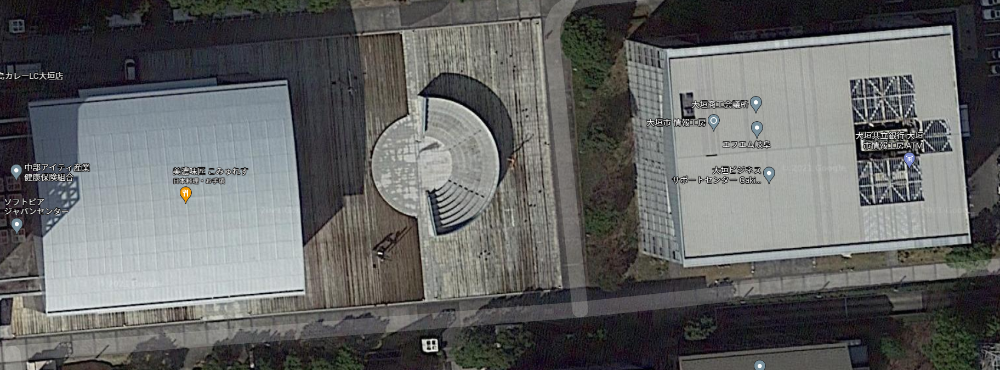 島カレーLC大垣店
大垣商工会議所
大垣市 情報工房
エフエム岐阜
大垣共立銀行 大垣
市情報工房 ATM
中部アイティ産業
健康保険組合
美濃味匠 こみゅれすす
日本料理・お手頃
大垣ビジネス
サポートセンター Gaki...
ソフトピア
ジャパンセンター